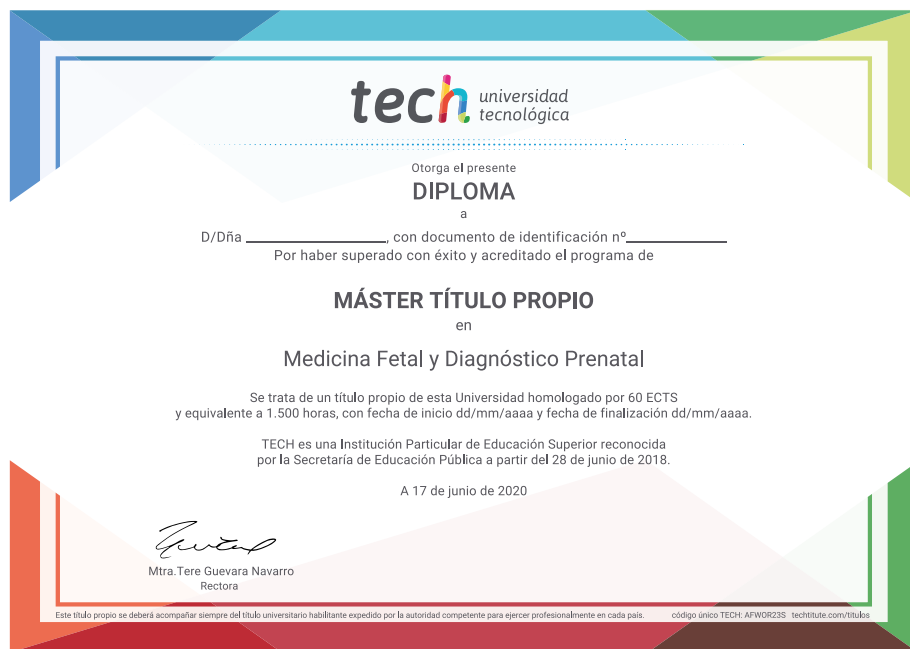 tech universidad
tecnológica
Otorga el presente
DIPLOMA
a
D/Dña ____________________, con documento de identificación nº______________
Por haber superado con éxito y acreditado el programa de
MÁSTER TÍTULO PROPIO
en
Medicina Fetal y Diagnóstico Prenatal
Se trata de un título propio de esta Universidad homologado por 60 ECTS
y equivalente a 1.500 horas, con fecha de inicio dd/mm/aaaa y fecha de finalización dd/mm/aaaa.
TECH es una Institución Particular de Educación Superior reconocida
por la Secretaría de Educación Pública a partir del 28 de junio de 2018.
A 17 de junio de 2020
Mtra.Tere Guevara Navarro
Rectora
Este título propio se deberá acompañar siempre del título universitario habilitante expedido por la autoridad competente para ejercer profesionalmente en cada país. código único TECH: AFWOR23S techtitute.com/titulos